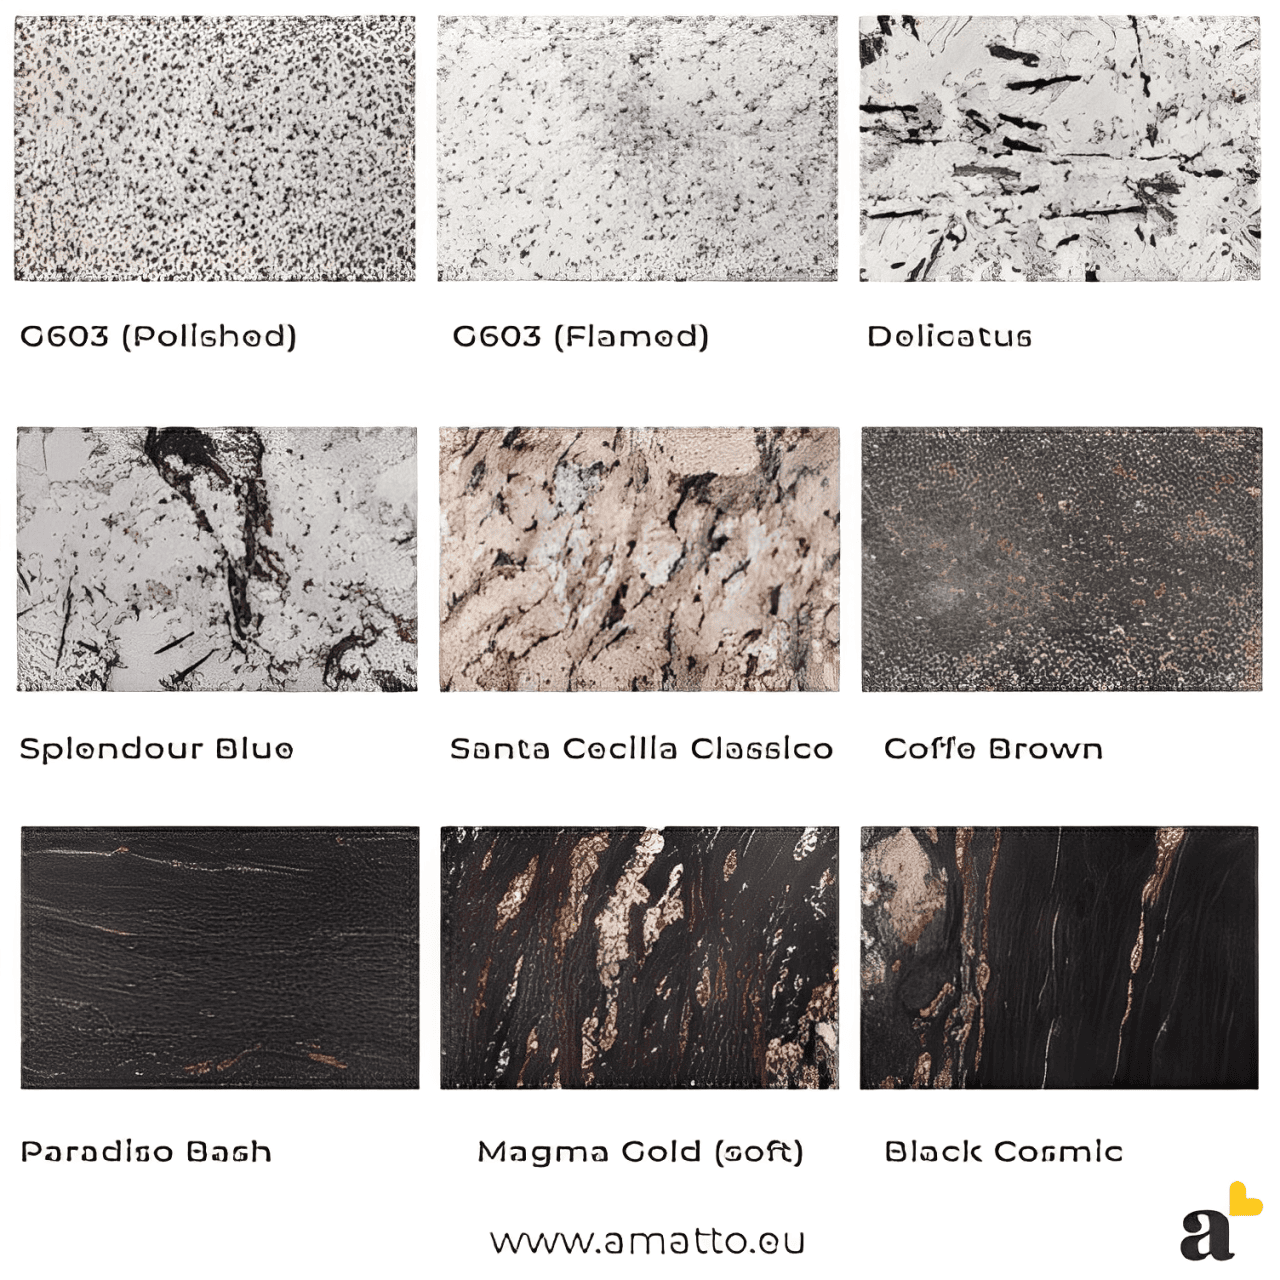 G603 (Polished)
G603 (Flamed)
Delicatus
Splendour Blue
Santa Cecilia Classico
Coffe Brown
Paradiso Bash
Magma Gold (soft)
Black Cosmic
www.amatto.eu
a